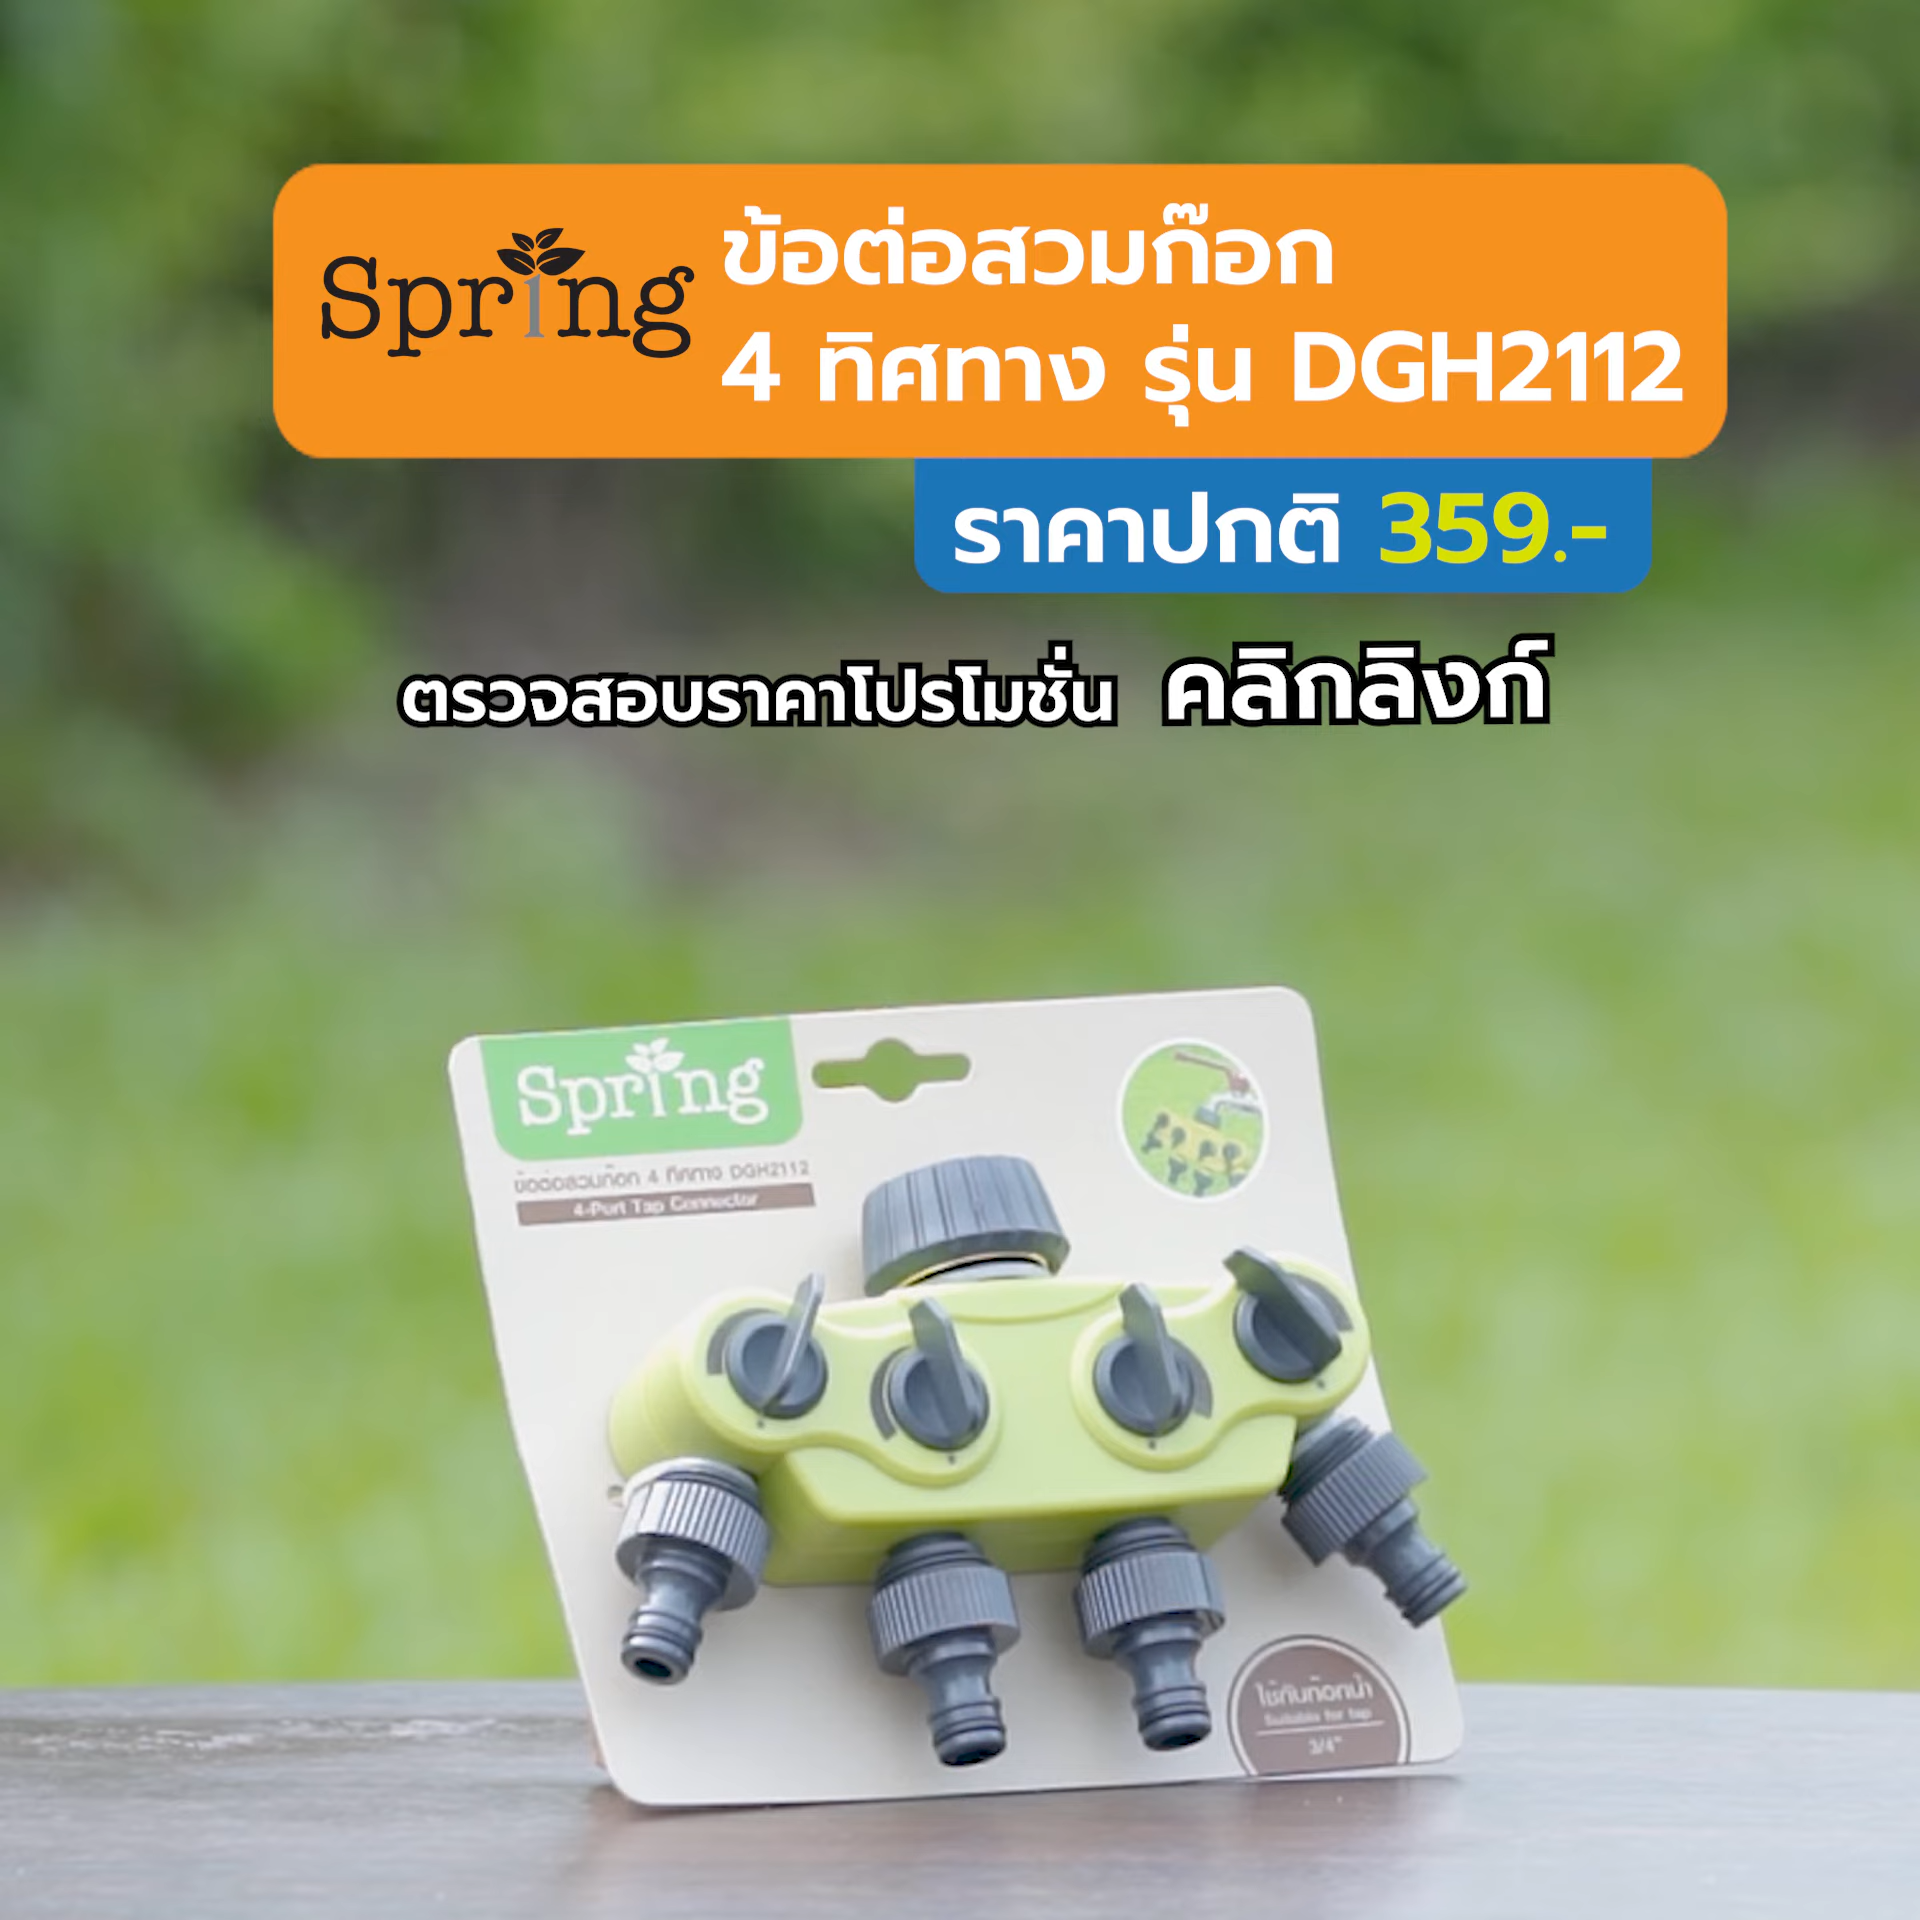 Spring
ข้อต่อสวมก๊อก
4 ทิศทาง รุ่น DGH2112
ราคาปกติ 359.-
ตรวจสอบราคาโปรโมชั่น คลิกลิงก์
Spring
ข้อต่อสวมก๊อก 4 ทิศทาง DGH2112
4-Port Tap Connector
ใช้กับก๊อกน้ำ
Suitable for tap
3/4"